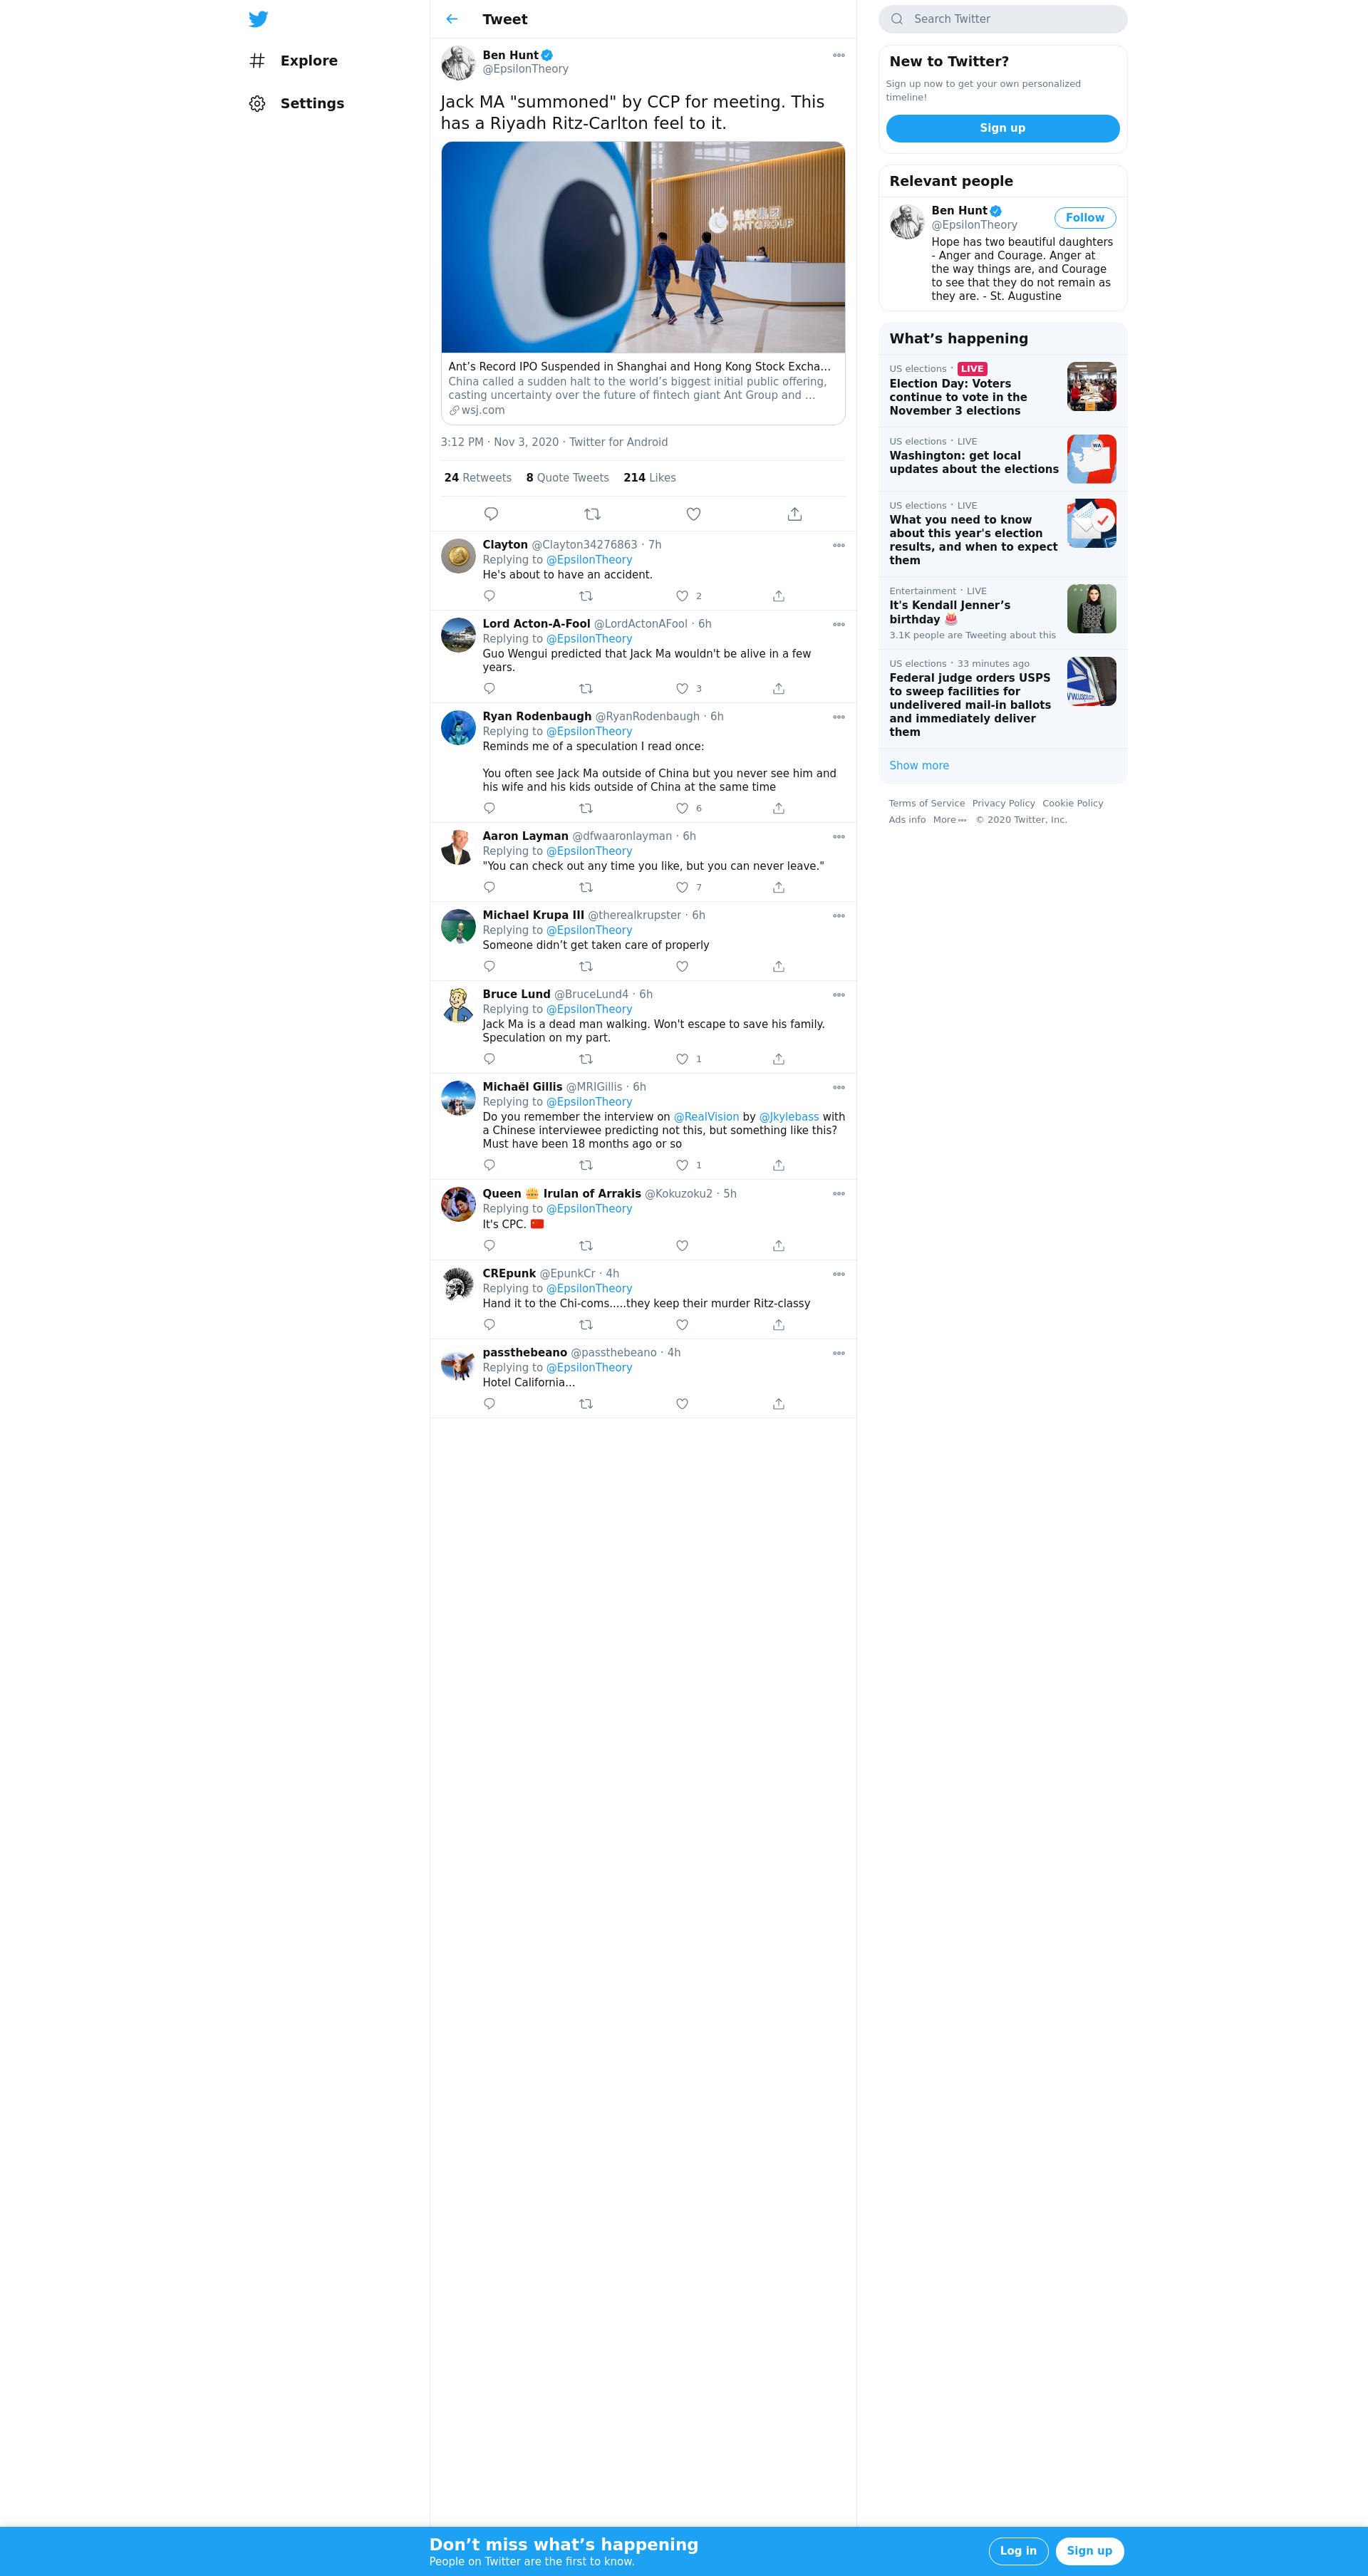 Explore
Settings
Tweet
Ben Hunt
@EpsilonTheory
Jack MA "summoned" by CCP for meeting. This
has a Riyadh Ritz-Carlton feel to it.
蚂蚁集团
ANT GROUP
Ant’s Record IPO Suspended in Shanghai and Hong Kong Stock Excha...
China called a sudden halt to the world’s biggest initial public offering,
casting uncertainty over the future of fintech giant Ant Group and ...
wsj.com
3:12 PM · Nov 3, 2020 · Twitter for Android
24 Retweets 8 Quote Tweets 214 Likes
Clayton @Clayton34276863 · 7h
Replying to @EpsilonTheory
He's about to have an accident.
2
Lord Acton-A-Fool @LordActonAFool · 6h
Replying to @EpsilonTheory
Guo Wengui predicted that Jack Ma wouldn't be alive in a few
years.
3
Ryan Rodenbaugh @RyanRodenbaugh · 6h
Replying to @EpsilonTheory
Reminds me of a speculation I read once:
You often see Jack Ma outside of China but you never see him and
his wife and his kids outside of China at the same time
6
Aaron Layman @dfwaaronlayman · 6h
Replying to @EpsilonTheory
"You can check out any time you like, but you can never leave."
7
Michael Krupa III @therealkrupster · 6h
Replying to @EpsilonTheory
Someone didn’t get taken care of properly
Bruce Lund @BruceLund4 · 6h
Replying to @EpsilonTheory
Jack Ma is a dead man walking. Won't escape to save his family.
Speculation on my part.
1
Michaël Gillis @MRIGillis · 6h
Replying to @EpsilonTheory
Do you remember the interview on @RealVision by @Jkylebass with
a Chinese interviewee predicting not this, but something like this?
Must have been 18 months ago or so
1
Queen 👑 Irulan of Arrakis @Kokuzoku2 · 5h
Replying to @EpsilonTheory
It's CPC. 🇨🇳
CREpunk @EpunkCr · 4h
Replying to @EpsilonTheory
Hand it to the Chi-coms.....they keep their murder Ritz-classy
passthebeano @passthebeano · 4h
Replying to @EpsilonTheory
Hotel California...
Search Twitter
New to Twitter?
Sign up now to get your own personalized
timeline!
Sign up
Relevant people
Ben Hunt
@EpsilonTheory
Follow
Hope has two beautiful daughters
- Anger and Courage. Anger at
the way things are, and Courage
to see that they do not remain as
they are. - St. Augustine
What’s happening
US elections · LIVE
Election Day: Voters
continue to vote in the
November 3 elections
US elections · LIVE
Washington: get local
updates about the elections
WA
US elections · LIVE
What you need to know
about this year's election
results, and when to expect
them
Entertainment · LIVE
It's Kendall Jenner’s
birthday 🎂
3.1K people are Tweeting about this
US elections · 33 minutes ago
Federal judge orders USPS
to sweep facilities for
undelivered mail-in ballots
and immediately deliver
them
Show more
Terms of Service Privacy Policy Cookie Policy
Ads info More © 2020 Twitter, Inc.
Don’t miss what’s happening
People on Twitter are the first to know.
Log in
Sign up